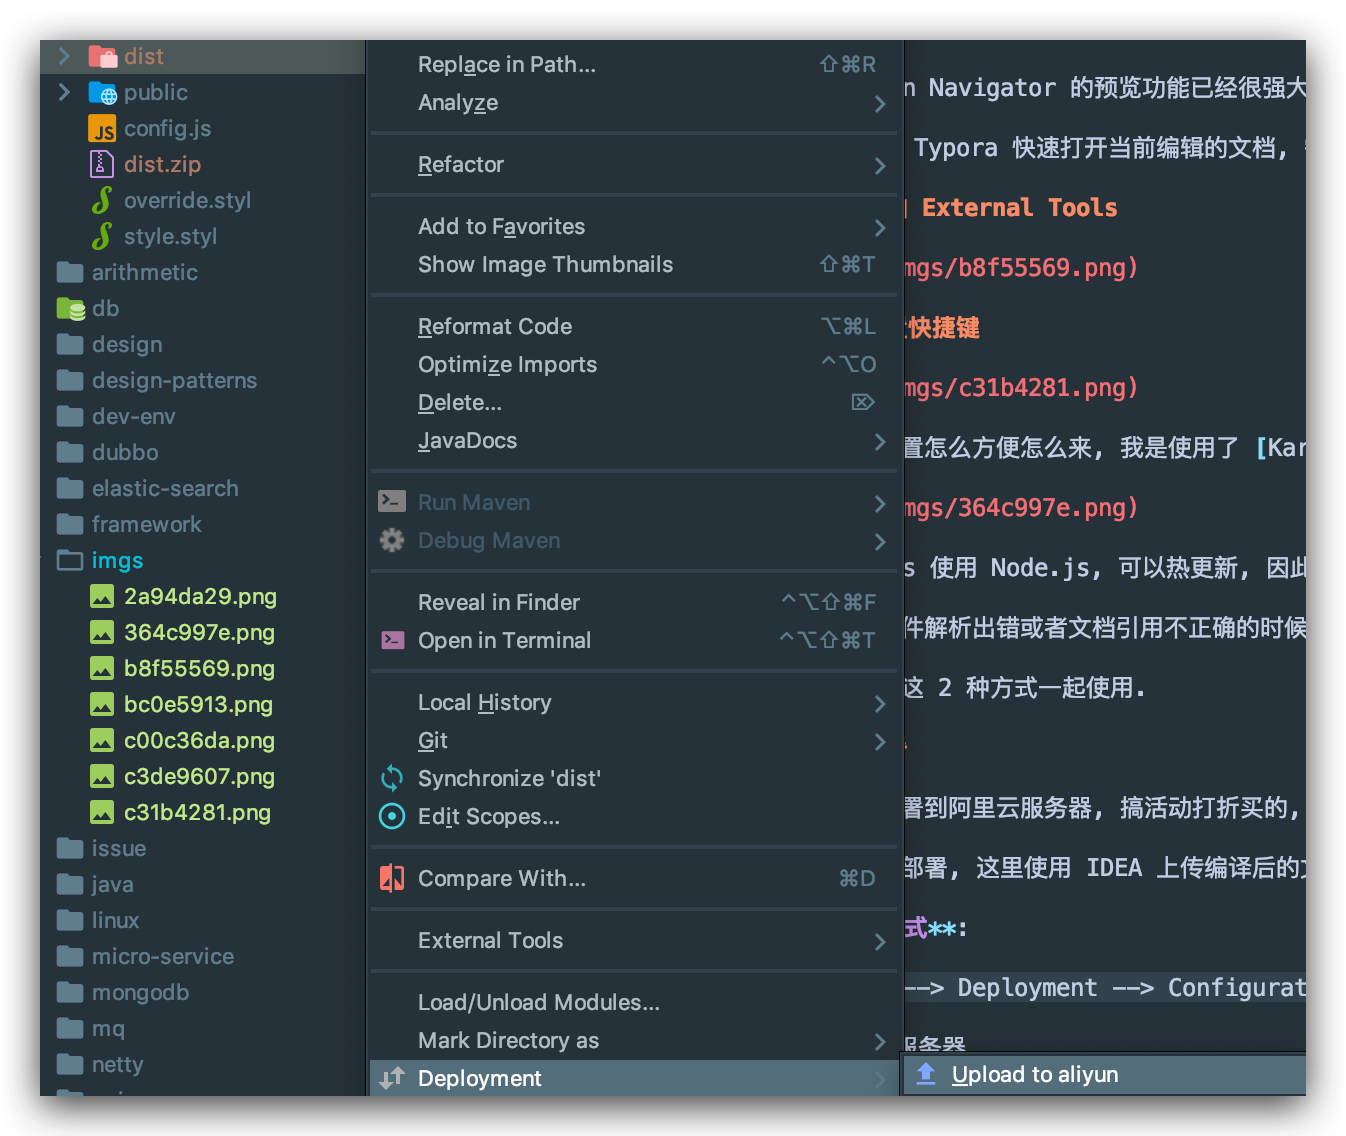 dist
public
config.js
dist.zip
override.styl
style.styl
arithmetic
db
design
design-patterns
dev-env
dubbo
elastic-search
framework
imgs
2a94da29.png
364c997e.png
b8f55569.png
bc0e5913.png
c00c36da.png
c3de9607.png
c31b4281.png
issue
java
linux
micro-service
mongodb
mq
netty
Replace in Path... ⇧⌘R
Analyze
Refactor
Add to Favorites
Show Image Thumbnails ⇧⌘T
Reformat Code ⌥⌘L
Optimize Imports ^⌥O
Delete... ⌦
JavaDocs
Run Maven
Debug Maven
Reveal in Finder ^⌥⇧⌘F
Open in Terminal ^⌥⇧⌘T
Local History
Git
Synchronize 'dist'
Edit Scopes...
Compare With... ⌘D
External Tools
Load/Unload Modules...
Mark Directory as
Deployment
Upload to aliyun
n Navigator 的预览功能已经很强大
Typora 快速打开当前编辑的文档,
External Tools
mgs/b8f55569.png)
快捷键
mgs/c31b4281.png)
置怎么方便怎么来, 我是使用了 [Kar
mgs/364c997e.png)
s 使用 Node.js, 可以热更新, 因此
件解析出错或者文档引用不正确的时候
这 2 种方式一起使用.
署到阿里云服务器, 搞活动打折买的,
部署, 这里使用 IDEA 上传编译后的文
式**:
--> Deployment --> Configurat
服务器